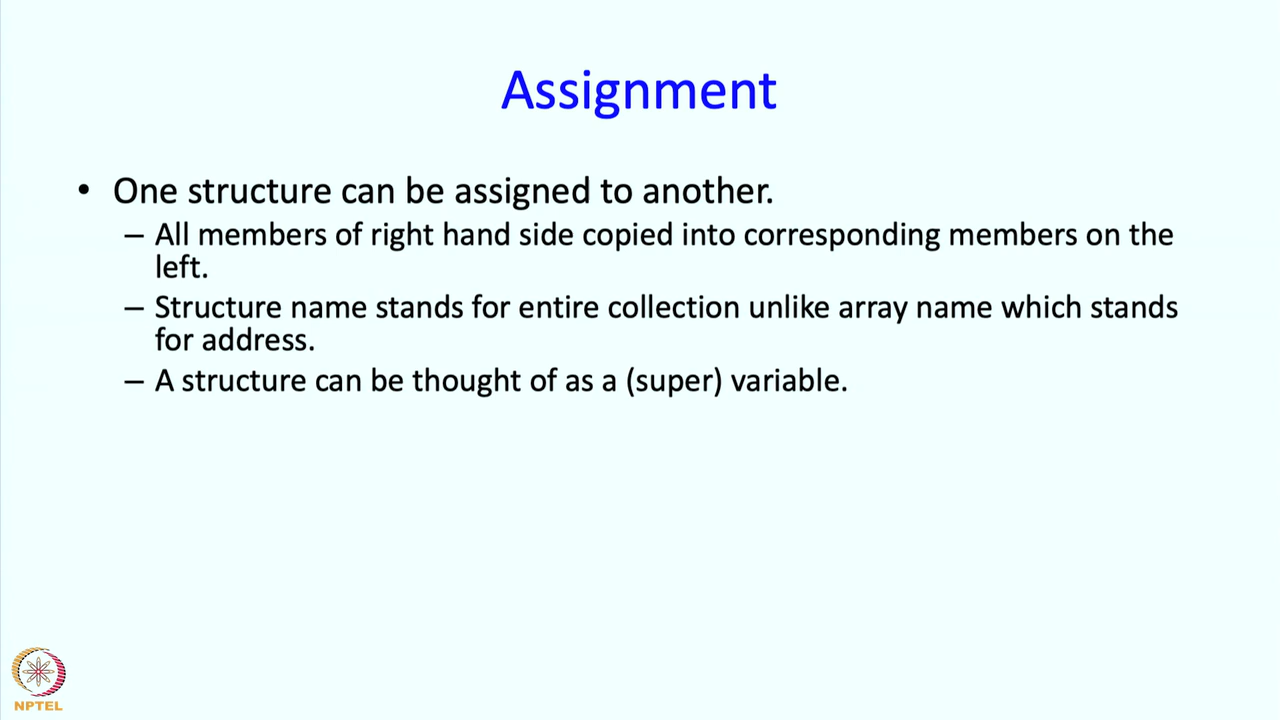 Assignment
• One structure can be assigned to another.
– All members of right hand side copied into corresponding members on the
left.
– Structure name stands for entire collection unlike array name which stands
for address.
– A structure can be thought of as a (super) variable.
NPTEL